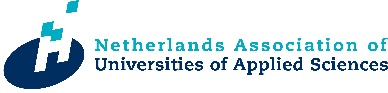 Netherlands Association of
Universities of Applied Sciences